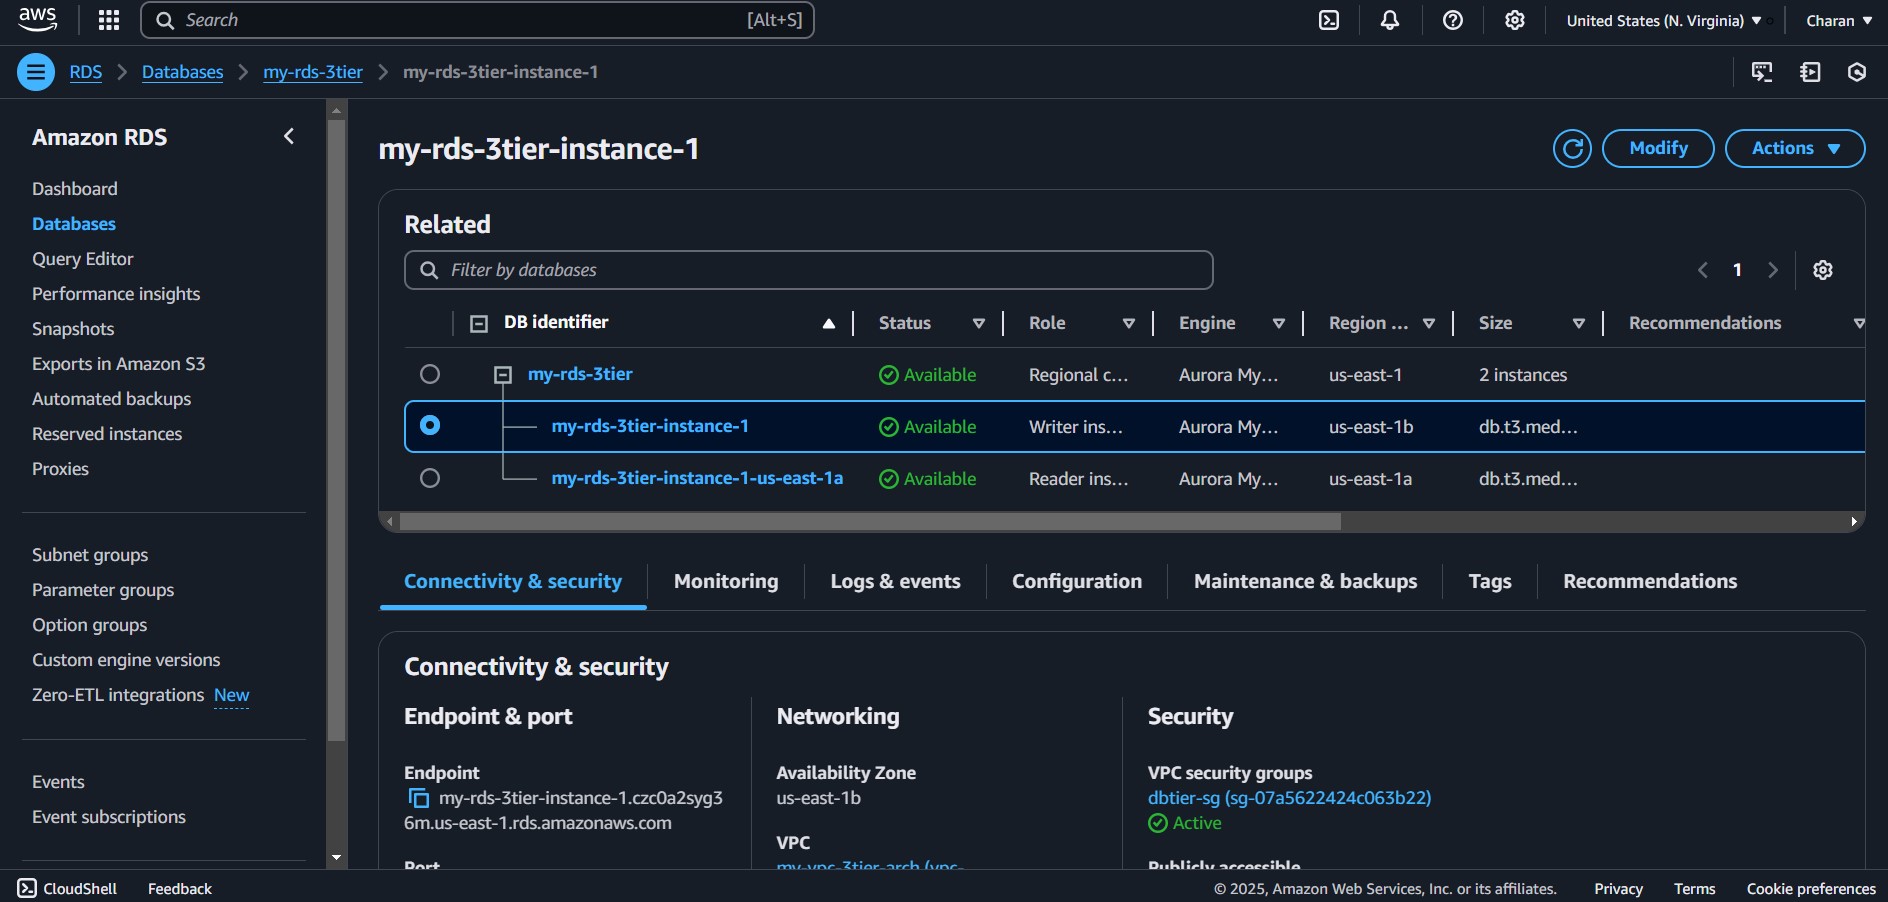 aws
Search [Alt+S]
United States (N. Virginia)
Charan
RDS
Databases
my-rds-3tier
my-rds-3tier-instance-1
Amazon RDS
Dashboard
Databases
Query Editor
Performance insights
Snapshots
Exports in Amazon S3
Automated backups
Reserved instances
Proxies
Subnet groups
Parameter groups
Option groups
Custom engine versions
Zero-ETL integrations New
Events
Event subscriptions
my-rds-3tier-instance-1
Modify
Actions
Related
Filter by databases
1
DB identifier Status Role Engine Region ... Size Recommendations
my-rds-3tier Available Regional c... Aurora My... us-east-1 2 instances
my-rds-3tier-instance-1 Available Writer ins... Aurora My... us-east-1b db.t3.med...
my-rds-3tier-instance-1-us-east-1a Available Reader ins... Aurora My... us-east-1a db.t3.med...
Connectivity & security Monitoring Logs & events Configuration Maintenance & backups Tags Recommendations
Connectivity & security
Endpoint & port
Endpoint
my-rds-3tier-instance-1.czc0a2syg3
6m.us-east-1.rds.amazonaws.com
Port
Networking
Availability Zone
us-east-1b
VPC
my-vpc-3tier-arch (vpc-
Security
VPC security groups
dbtier-sg (sg-07a5622424c063b22)
Active
Publicly accessible
CloudShell
Feedback
© 2025, Amazon Web Services, Inc. or its affiliates.
Privacy
Terms
Cookie preferences